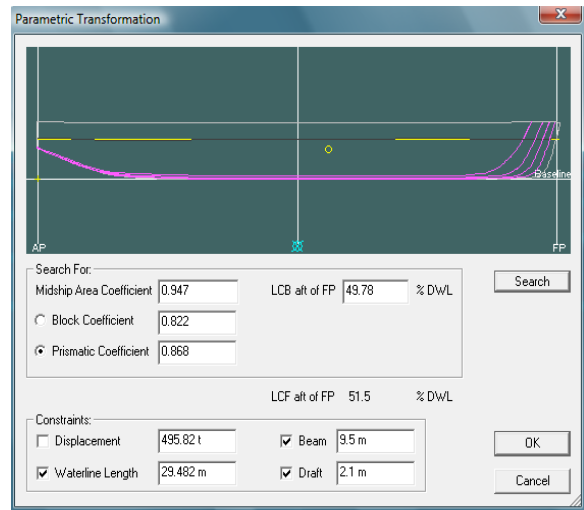 Parametric Transformation
Baseline
AP
FP
Search For:
Midship Area Coefficient 0.947 LCB aft of FP 49.78 % DWL Search
Block Coefficient 0.822
Prismatic Coefficient 0.868
LCF aft of FP 51.5 % DWL
Constraints:
Displacement 495.82 t Beam 9.5 m OK
Waterline Length 29.482 m Draft 2.1 m Cancel